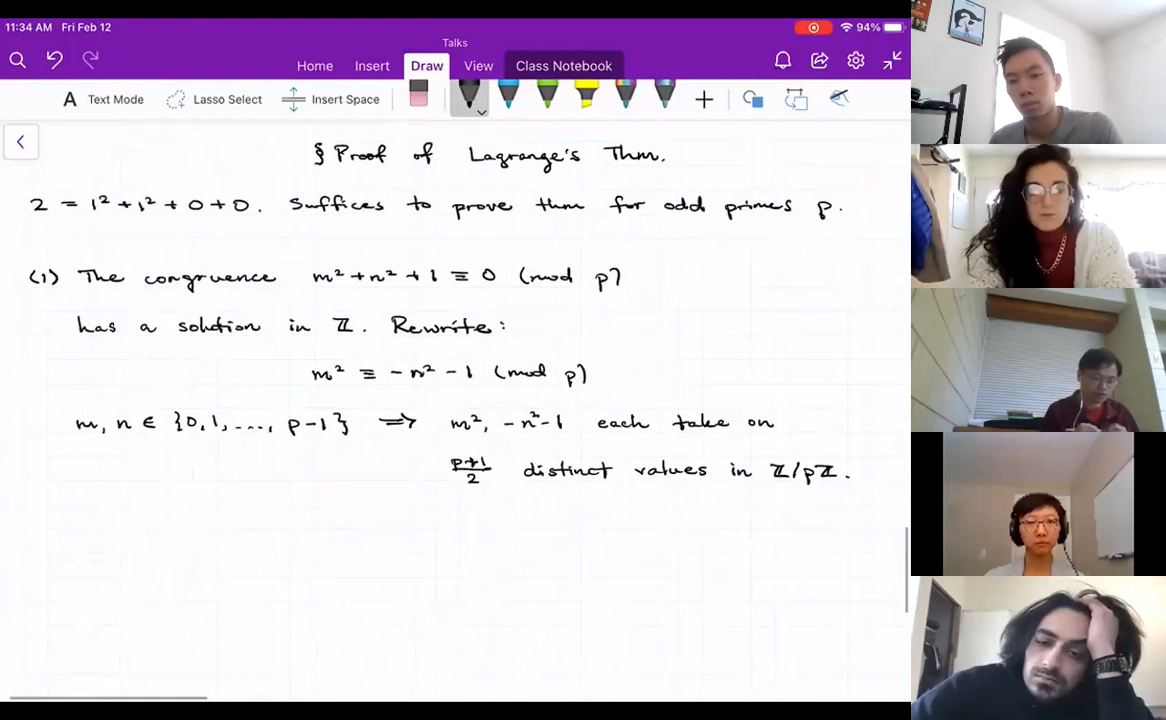 11:34 AM Fri Feb 12
94%
Talks
Home Insert Draw View Class Notebook
A Text Mode Lasso Select Insert Space
§ Proof of Lagrange's Thm.
2 = 1² + 1² + 0 + 0. Suffices to prove thm for odd primes p.
(1) The congruence m² + n² + 1 ≡ 0 (mod p)
has a solution in ℤ. Rewrite:
m² ≡ -n² - 1 (mod p)
m, n ∈ {0, 1, ..., p-1} ⟹ m², -n²-1 each take on
p+1/2 distinct values in ℤ/pℤ.